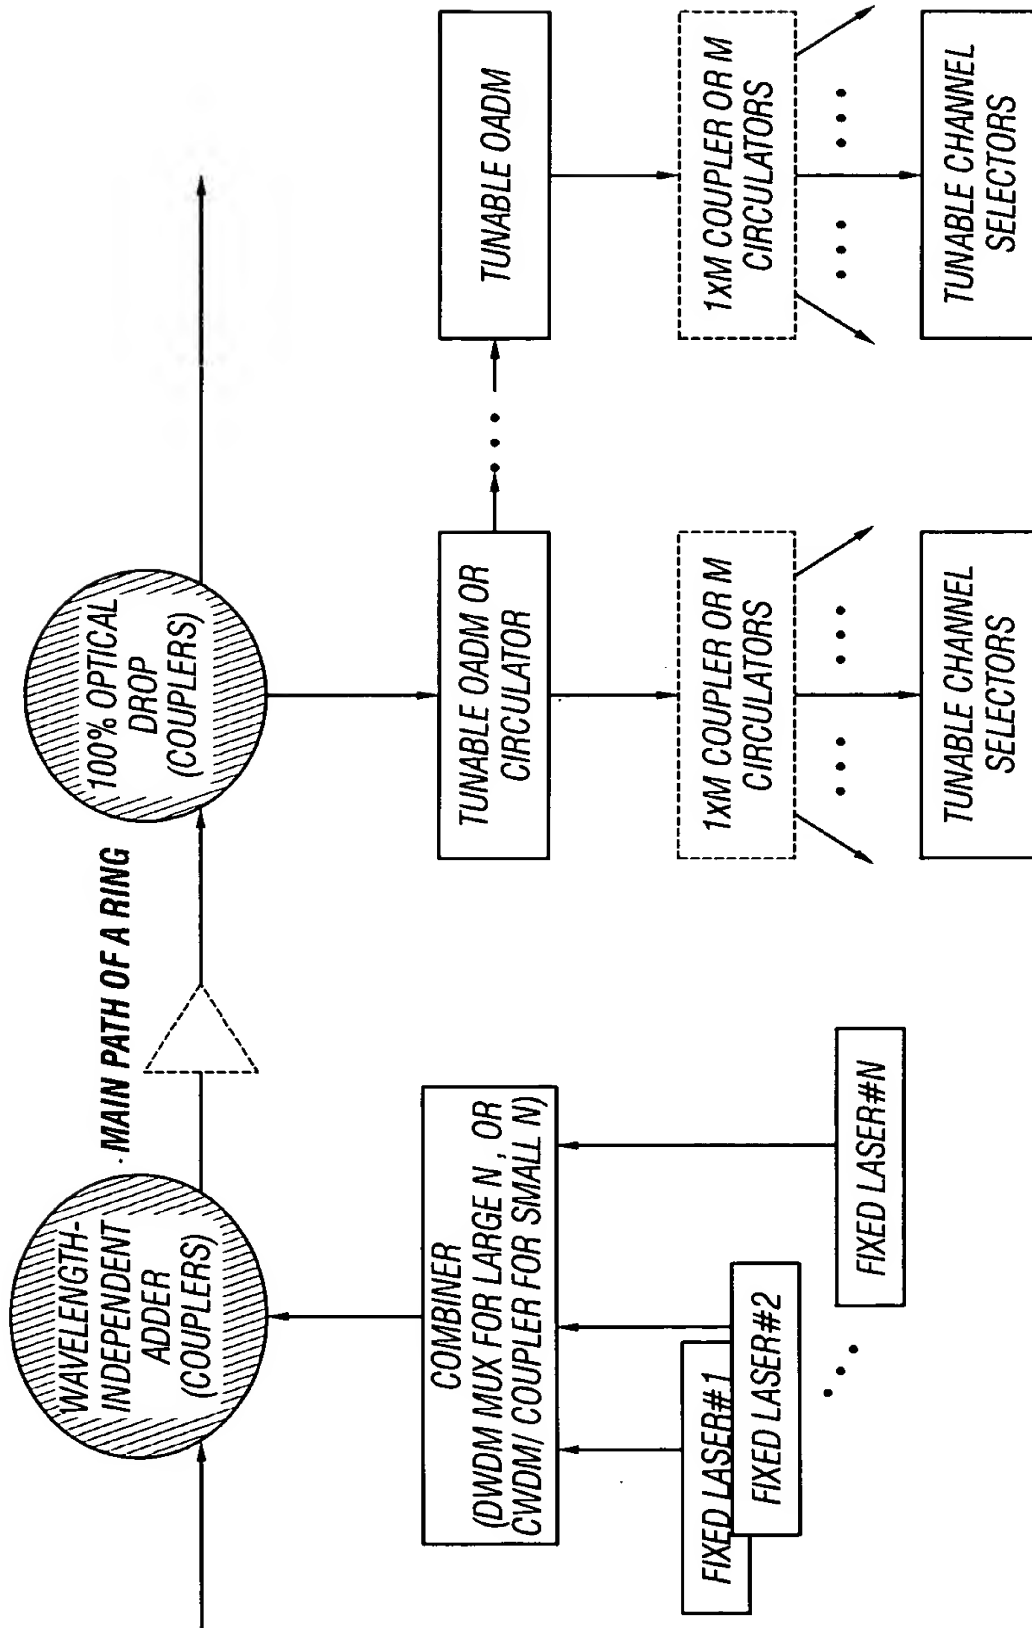 MAIN PATH OF A RING
WAVELENGTH-
INDEPENDENT
ADDER
(COUPLERS)
100% OPTICAL
DROP
(COUPLERS)
COMBINER
(DWDM MUX FOR LARGE N , OR
CWDM/ COUPLER FOR SMALL N)
FIXED LASER#1
FIXED LASER#2
FIXED LASER#N
TUNABLE OADM OR
CIRCULATOR
TUNABLE OADM
1xM COUPLER OR M
CIRCULATORS
1xM COUPLER OR M
CIRCULATORS
TUNABLE CHANNEL
SELECTORS
TUNABLE CHANNEL
SELECTORS